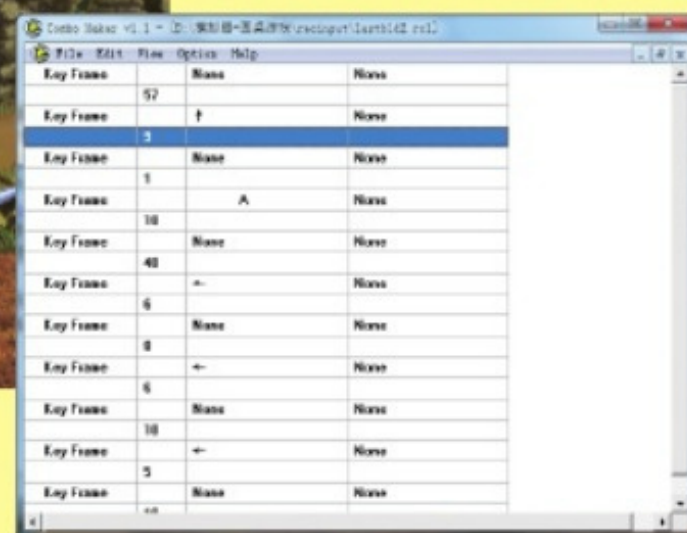 Combo Maker v1.1 -
File Edit View Option Help
Key Frame None None
57
Key Frame ↑ None
Key Frame None None
1
Key Frame A None
10
Key Frame None None
40
Key Frame ← None
6
Key Frame None None
8
Key Frame ← None
6
Key Frame None None
10
Key Frame ← None
5
Key Frame None None